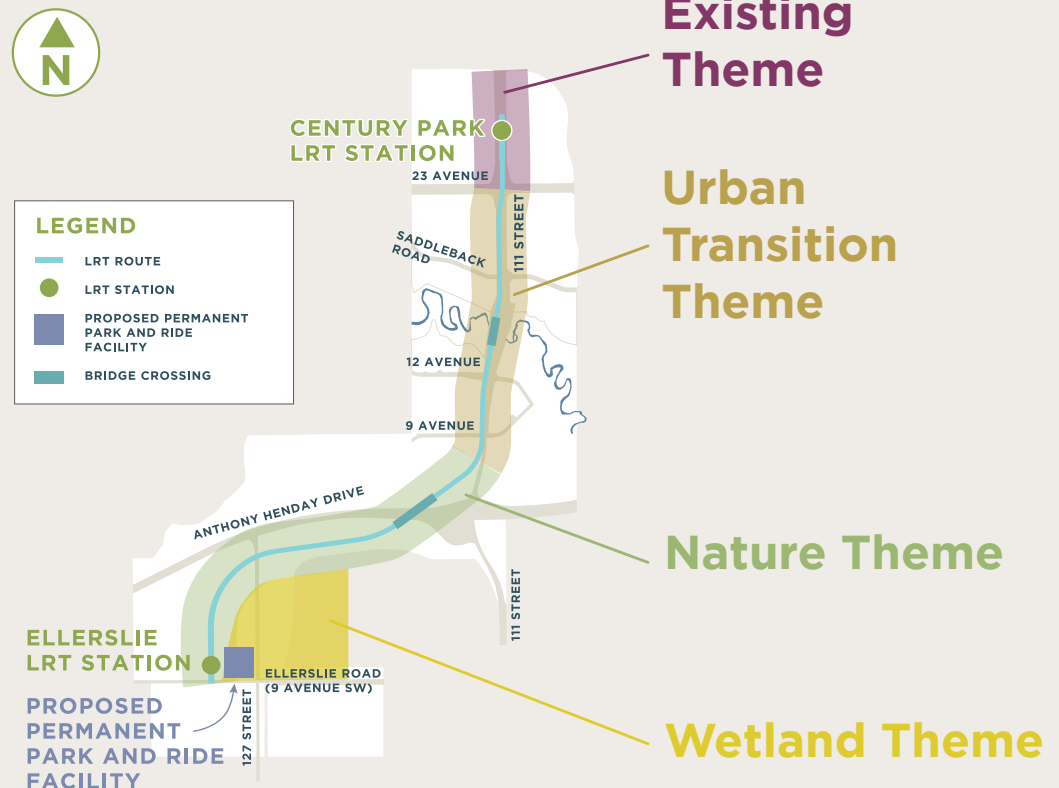 N
Existing
Theme
CENTURY PARK
LRT STATION
23 AVENUE
111 STREET
SADDLEBACK
ROAD
Urban
Transition
Theme
LEGEND
LRT ROUTE
LRT STATION
PROPOSED PERMANENT
PARK AND RIDE
FACILITY
BRIDGE CROSSING
12 AVENUE
9 AVENUE
ANTHONY HENDAY DRIVE
Nature Theme
111 STREET
ELLERSLIE
LRT STATION
ELLERSLIE ROAD
(9 AVENUE SW)
127 STREET
PROPOSED
PERMANENT
PARK AND RIDE
FACILITY
Wetland Theme